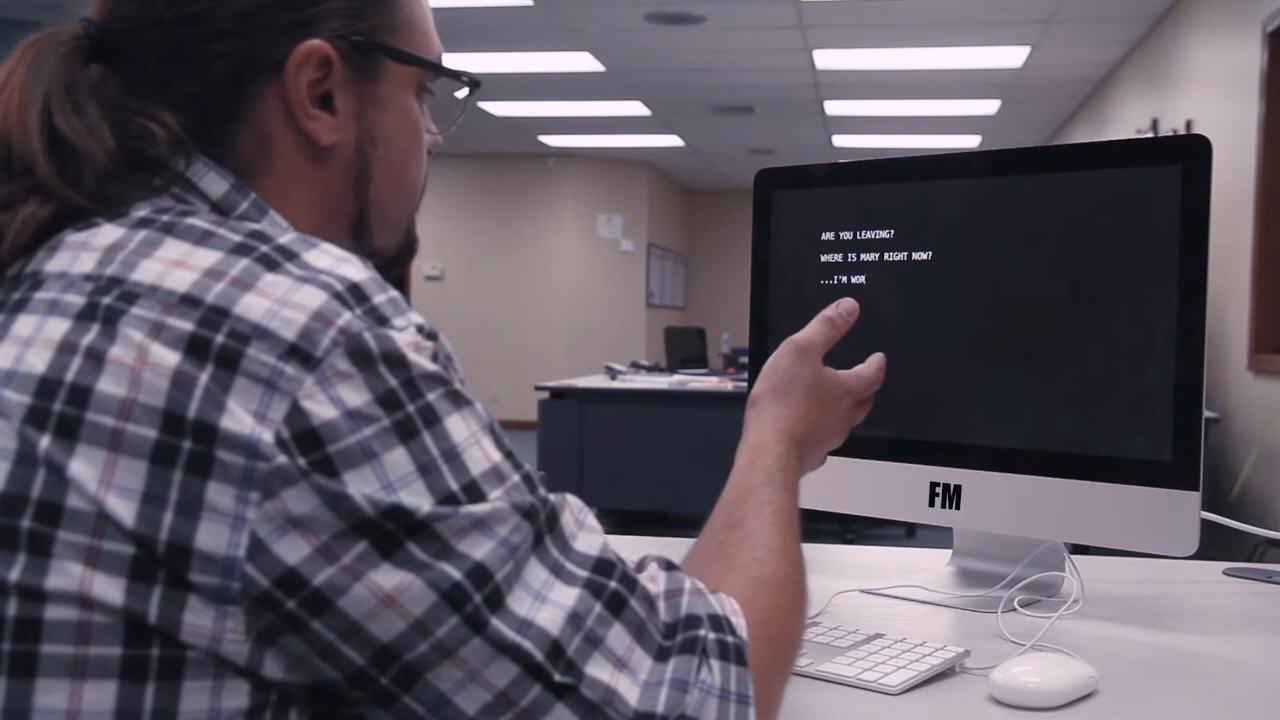 ARE YOU LEAVING?
WHERE IS MARY RIGHT NOW?
...I'M WOR
FM